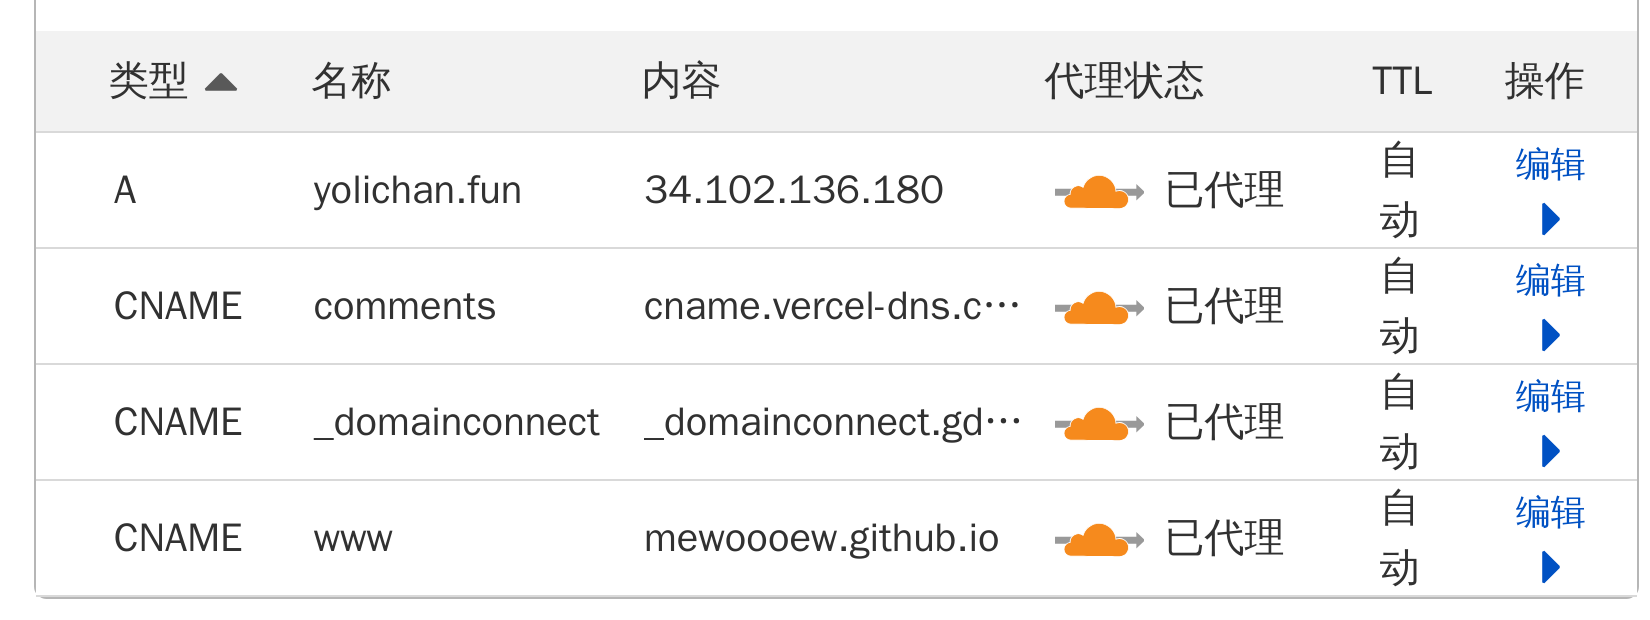 类型 名称 内容 代理状态 TTL 操作
A yolichan.fun 34.102.136.180 已代理 自动 编辑
CNAME comments cname.vercel-dns.c… 已代理 自动 编辑
CNAME _domainconnect _domainconnect.gd… 已代理 自动 编辑
CNAME www mewoooew.github.io 已代理 自动 编辑